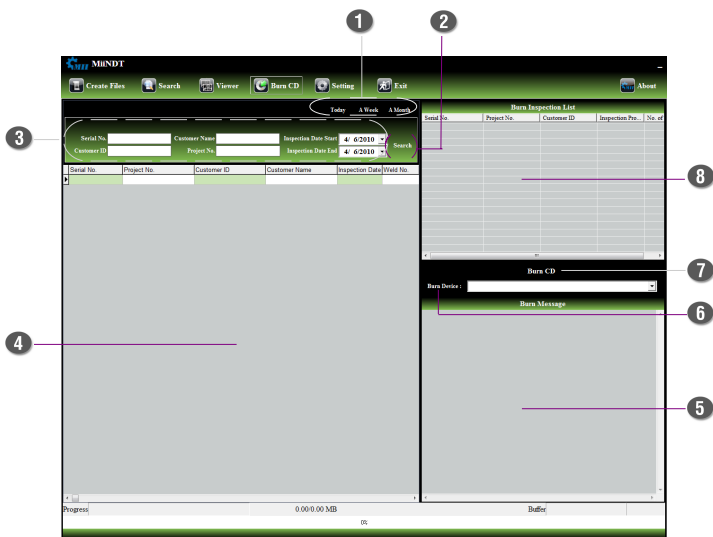 1 2
MII MiiNDT
Create Files Search Viewer Burn CD Setting Exit About
Today A Week A Month
Burn Inspection List
Serial No. Project No. Customer ID Inspection Pro... No. of
3
Serial No. Customer Name Inspection Date Start 4/ 6/2010
Search
Customer ID Project No. Inspection Date End 4/ 6/2010
Serial No Project No. Customer ID Customer Name Inspection Date Weld No.
8
Burn CD 7
Burn Device :
6
Burn Message
4
5
Progress 0.00/0.00 MB Buffer
0%